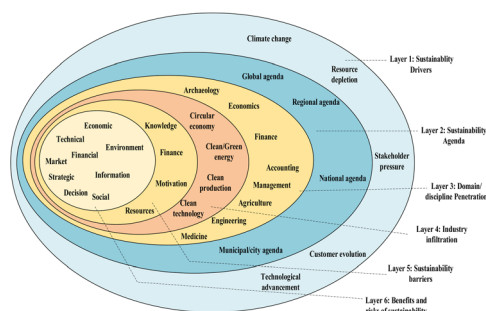 Climate change
Resource
depletion
Layer 1: Sustainablity
Drivers
Global agenda
Regional agenda
Archaeology
Economics
Circular
economy
Layer 2: Sustainability
Agenda
Economic
Knowledge
Technical
Environment
Finance
Clean/Green
energy
Finance
Market
Financial
Stakeholder
pressure
Accounting
Strategic
Information
Motivation
Clean
production
Management
National agenda
Layer 3: Domain/
discipline Penetration
Decision
Social
Agriculture
Resources
Clean
technology
Engineering
Layer 4: Industry
infiltration
Medicine
Municipal/city agenda
Customer evolution
Layer 5: Sustainability
barriers
Technological
advancement
Layer 6: Benefits and
risks of sustainability